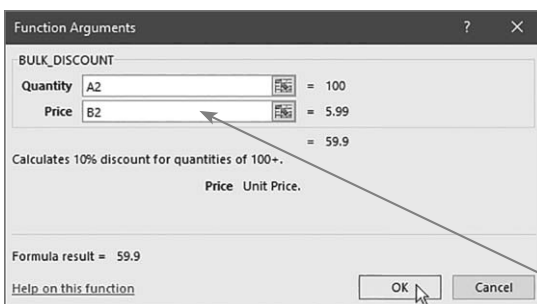 Function Arguments ? ×
BULK_DISCOUNT
Quantity A2 = 100
Price B2 = 5.99
= 59.9
Calculates 10% discount for quantities of 100+.
Price Unit Price.
Formula result = 59.9
Help on this function OK Cancel